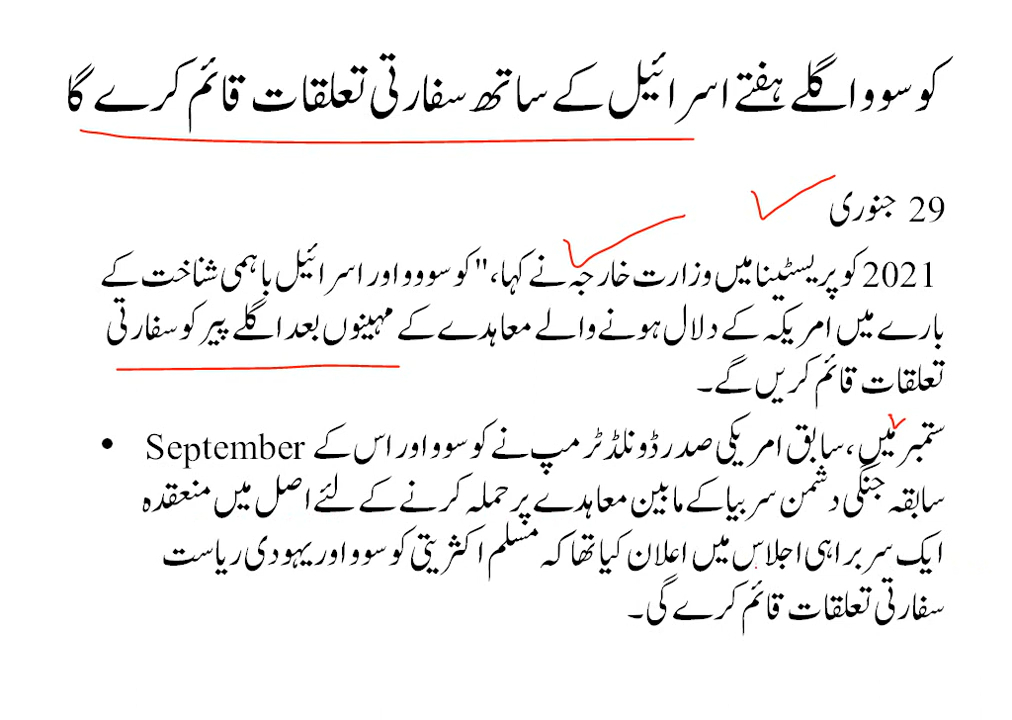 کوسوو اگلے ہفتے اسرائیل کے ساتھ سفارتی تعلقات قائم کرے گا
29 جنوری
2021 کو پریسٹینا میں وزارت خارجہ نے کہا، "کوسووو اور اسرائیل باہمی شناخت کے
بارے میں امریکہ کے دلال ہونے والے معاہدے کے مہینوں بعد اگلے پیر کو سفارتی
تعلقات قائم کریں گے۔
ستمبر میں، سابق امریکی صدر ڈونلڈ ٹرمپ نے کوسوو اور اس کے September •
سابقہ جنگی دشمن سربیا کے مابین معاہدے پر حملہ کرنے کے لئے اصل میں منعقدہ
ایک سربراہی اجلاس میں اعلان کیا تھا کہ مسلم اکثریتی کوسوو اور یہودی ریاست
سفارتی تعلقات قائم کرے گی۔